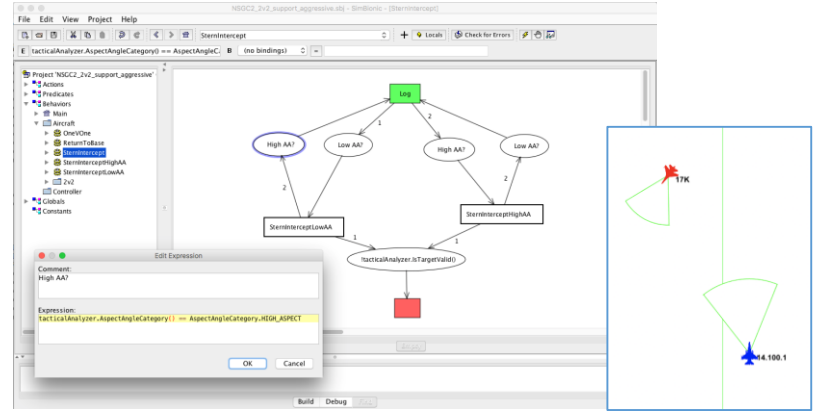 NSGC2_2v2_support_aggressive.sbj - SimBionic - [SternIntercept]
File Edit View Project Help
SternIntercept
Locals
Check for Errors
E tacticalAnalyzer.AspectAngleCategory() == AspectAngleC
B (no bindings)
Project 'NSGC2_2v2_support_aggressive'
Actions
Predicates
Behaviors
Main
Aircraft
OneVOne
ReturnToBase
SternIntercept
SternInterceptHighAA
SternInterceptLowAA
2v2
Controller
Globals
Constants
Log
1
2
High AA?
Low AA?
High AA?
Low AA?
2
2
SternInterceptLowAA
SternInterceptHighAA
1
1
!tacticalAnalyzer.IsTargetValid()
Edit Expression
Comment:
High AA?
Expression:
tacticalAnalyzer.AspectAngleCategory() == AspectAngleCategory.HIGH_ASPECT
OK Cancel
Build Debug Find
17K
14.100.1